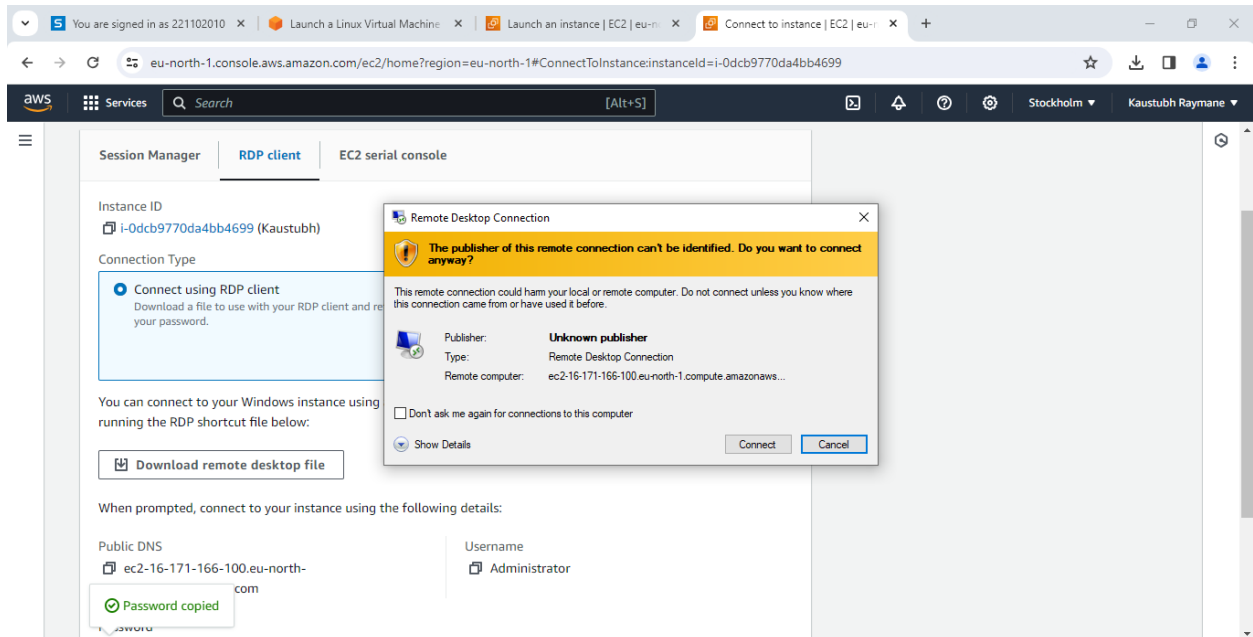 You are signed in as 221102010
Launch a Linux Virtual Machine
Launch an instance | EC2 | eu-n
Connect to instance | EC2 | eu-r
eu-north-1.console.aws.amazon.com/ec2/home?region=eu-north-1#ConnectToInstance:instanceId=i-0dcb9770da4bb4699
aws Services Search [Alt+S] Stockholm Kaustubh Raymane
Session Manager RDP client EC2 serial console
Instance ID
i-0dcb9770da4bb4699 (Kaustubh)
Connection Type
Connect using RDP client
Download a file to use with your RDP client and re
your password.
You can connect to your Windows instance using
running the RDP shortcut file below:
Download remote desktop file
When prompted, connect to your instance using the following details:
Public DNS
ec2-16-171-166-100.eu-north-
com
Username
Administrator
Password copied
Password
Remote Desktop Connection
The publisher of this remote connection can't be identified. Do you want to connect
anyway?
This remote connection could harm your local or remote computer. Do not connect unless you know where
this connection came from or have used it before.
Publisher: Unknown publisher
Type: Remote Desktop Connection
Remote computer: ec2-16-171-166-100.eu-north-1.compute.amazonaws...
Don't ask me again for connections to this computer
Show Details Connect Cancel